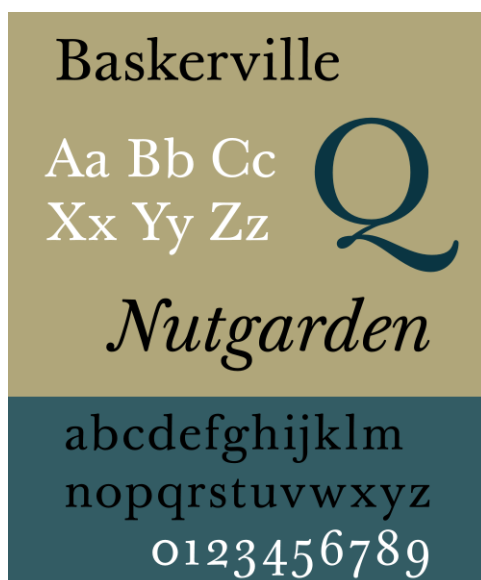 Baskerville
Aa Bb Cc
Xx Yy Zz
Q
Nutgarden
abcdefghijklm
nopqrstuvwxyz
0123456789